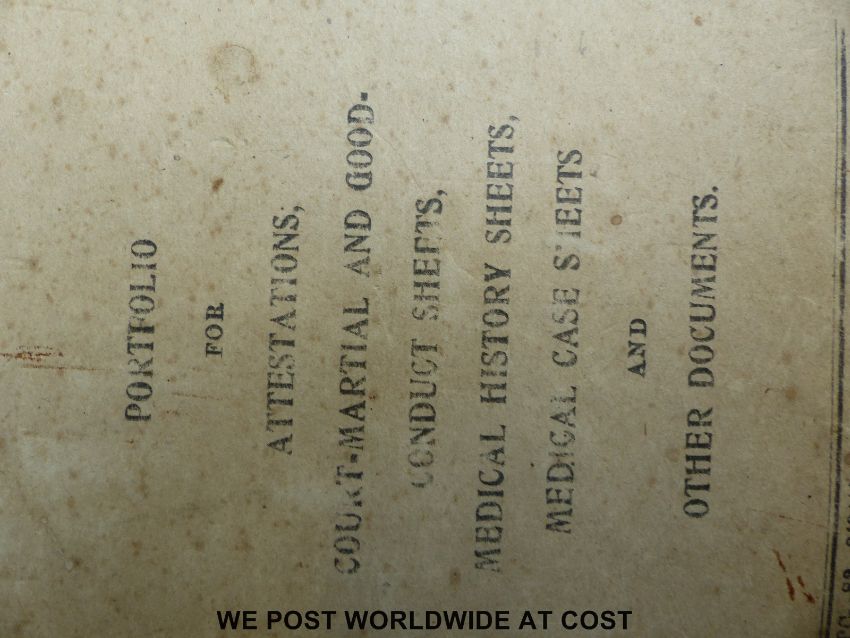 PORTFOLIO
FOR
ATTESTATIONS,
COURT-MARTIAL AND GOOD-
CONDUCT SHEETS,
MEDICAL HISTORY SHEETS,
MEDICAL CASE SHEETS
AND
OTHER DOCUMENTS.
WE POST WORLDWIDE AT COST